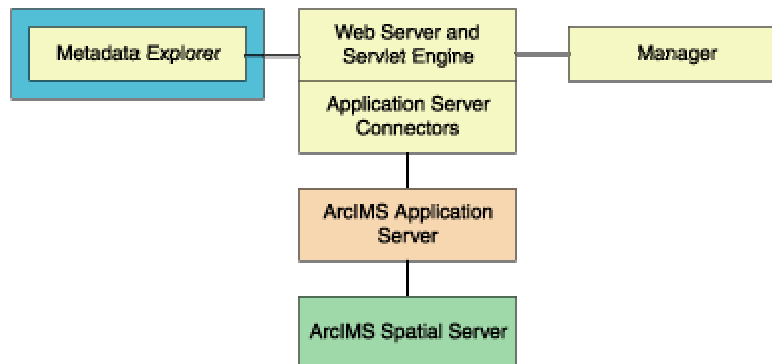 Metadata Explorer
Web Server and
Servlet Engine
Manager
Application Server
Connectors
ArcIMS Application
Server
ArcIMS Spatial Server